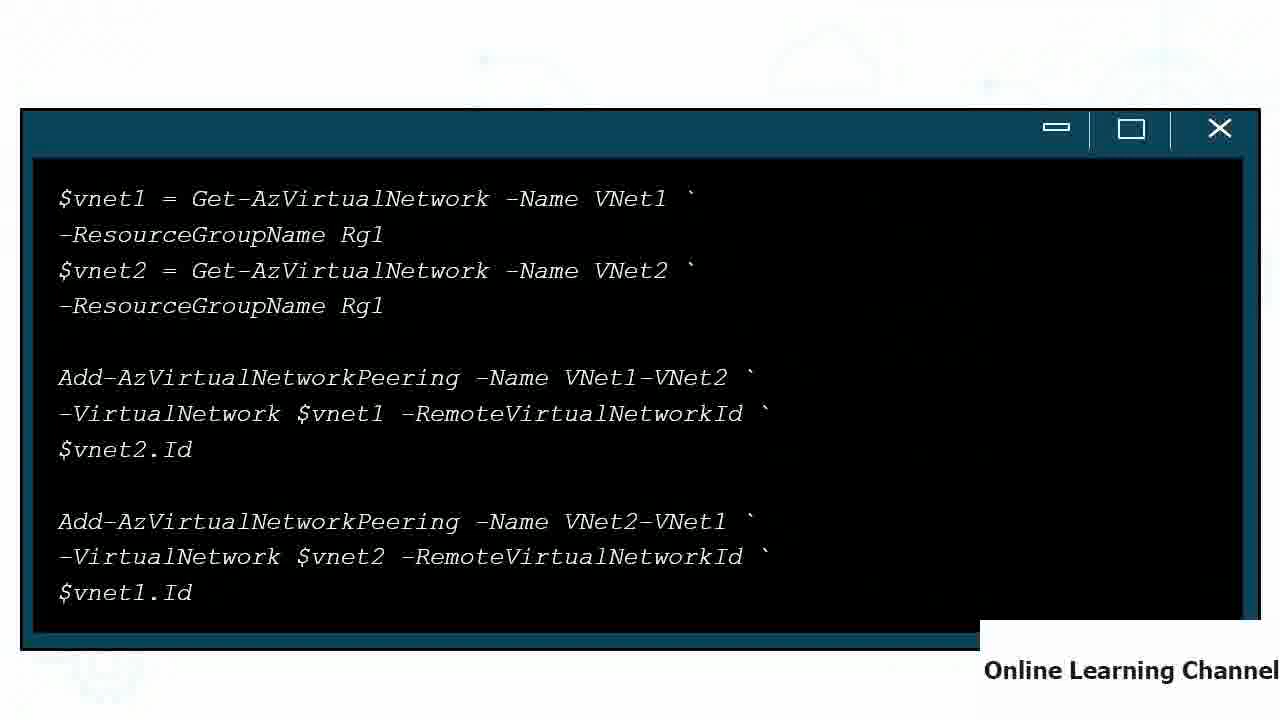 $vnet1 = Get-AzVirtualNetwork -Name VNet1 `
-ResourceGroupName Rg1
$vnet2 = Get-AzVirtualNetwork -Name VNet2 `
-ResourceGroupName Rg1
Add-AzVirtualNetworkPeering -Name VNet1-VNet2 `
-VirtualNetwork $vnet1 -RemoteVirtualNetworkId `
$vnet2.Id
Add-AzVirtualNetworkPeering -Name VNet2-VNet1 `
-VirtualNetwork $vnet2 -RemoteVirtualNetworkId `
$vnet1.Id
Online Learning Channel